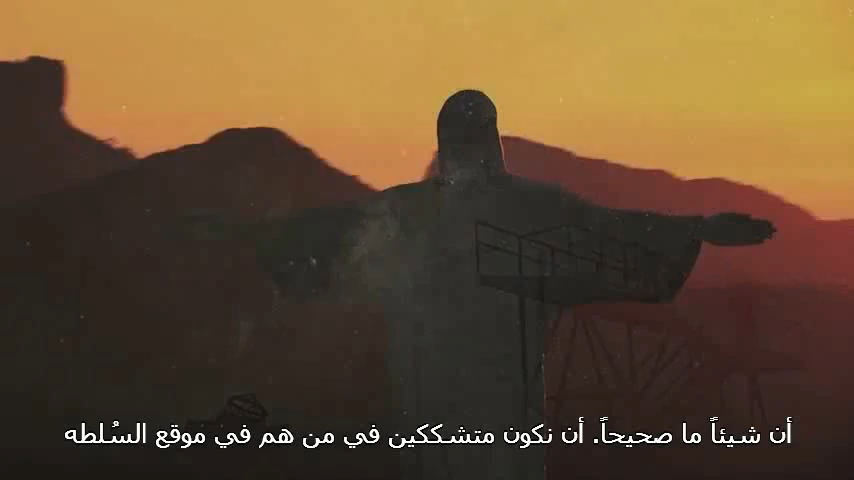 أن شيئاً ما صحيحاً. أن نكون متشككين في من هم في موقع السُلطه